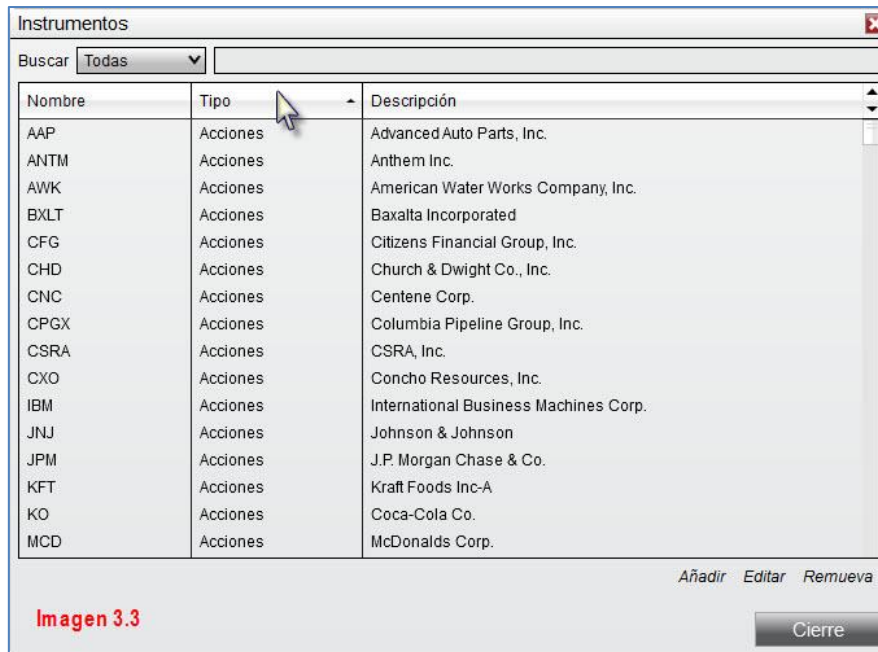 Instrumentos
Buscar Todas
Nombre Tipo Descripción
AAP Acciones Advanced Auto Parts, Inc.
ANTM Acciones Anthem Inc.
AWK Acciones American Water Works Company, Inc.
BXLT Acciones Baxalta Incorporated
CFG Acciones Citizens Financial Group, Inc.
CHD Acciones Church & Dwight Co., Inc.
CNC Acciones Centene Corp.
CPGX Acciones Columbia Pipeline Group, Inc.
CSRA Acciones CSRA, Inc.
CXO Acciones Concho Resources, Inc.
IBM Acciones International Business Machines Corp.
JNJ Acciones Johnson & Johnson
JPM Acciones J.P. Morgan Chase & Co.
KFT Acciones Kraft Foods Inc-A
KO Acciones Coca-Cola Co.
MCD Acciones McDonalds Corp.
Añadir Editar Remueva
Imagen 3.3
Cierre